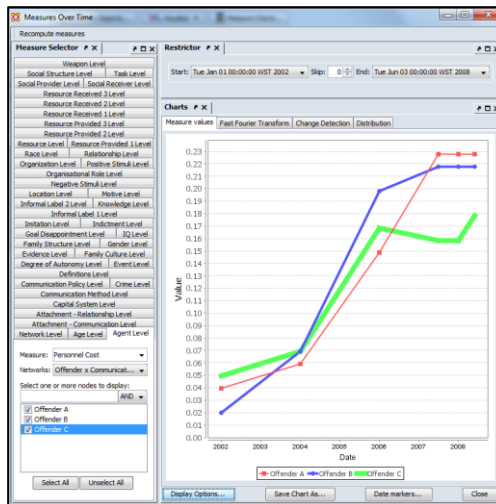 Measures Over Time
Recompute measures
Measure Selector
Weapon Level
Social Structure Level Task Level
Social Provider Level Social Receiver Level
Resource Received 3 Level
Resource Received 2 Level
Resource Received 1 Level
Resource Provided 3 Level
Resource Provided 2 Level
Resource Level Resource Provided 1 Level
Race Level Relationship Level
Organization Level Positive Stimuli Level
Organisational Role Level
Negative Stimuli Level
Location Level Motive Level
Informal Label 2 Level Knowledge Level
Informal Label 1 Level
Imitation Level Indictment Level
Goal Disappointment Level IQ Level
Family Structure Level Gender Level
Evidence Level Family Culture Level
Degree of Autonomy Level Event Level
Definitions Level
Communication Policy Level Crime Level
Communication Method Level
Capital System Level
Attachment - Relationship Level
Attachment - Communication Level
Network Level Age Level Agent Level
Measure: Personnel Cost
Networks: Offender x Communicat...
Select one or more nodes to display:
AND
Offender A
Offender B
Offender C
Select All Unselect All
Restrictor
Start: Tue Jan 01 00:00:00 WST 2002 Skip: 0 End: Tue Jun 03 00:00:00 WST 2008
Charts
Measure values Fast Fourier Transform Change Detection Distribution
0.23
0.22
0.21
0.20
0.19
0.18
0.17
0.16
0.15
0.14
0.13
0.12
0.11
0.10
0.09
0.08
0.07
0.06
0.05
0.04
0.03
0.02
0.01
0.00
Value
2002 2003 2004 2005 2006 2007 2008
Date
Offender A Offender B Offender C
Display Options... Save Chart As... Date markers... Close